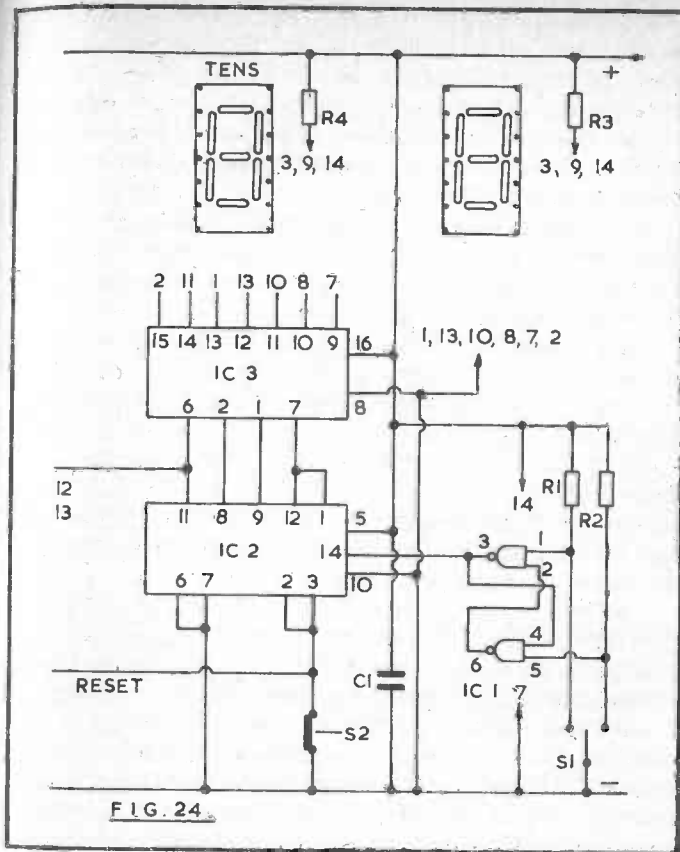 +
TENS
R4
R3
3, 9, 14
3, 9, 14
2 11 1 13 10 8 7
15 14 13 12 11 10 9
16
IC 3
1, 13, 10, 8, 7, 2
8
6 2 1 7
12
13
14
R1
R2
11 8 9 12 1
5
IC 2
14
3
1
2
10
6 7 2 3
4
6
5
IC 1 7
RESET
C1
S2
S1
−
FIG. 24